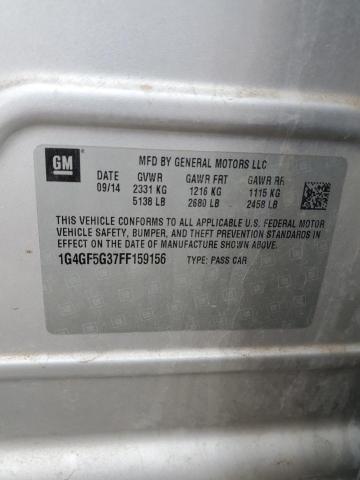 GM
MFD BY GENERAL MOTORS LLC
DATE GVWR GAWR FRT GAWR RR
09/14 2331 KG 1216 KG 1115 KG
5138 LB 2680 LB 2458 LB
THIS VEHICLE CONFORMS TO ALL APPLICABLE U.S. FEDERAL MOTOR
VEHICLE SAFETY, BUMPER, AND THEFT PREVENTION STANDARDS
IN EFFECT ON THE DATE OF MANUFACTURE SHOWN ABOVE.
1G4GF5G37FF159156 TYPE: PASS CAR